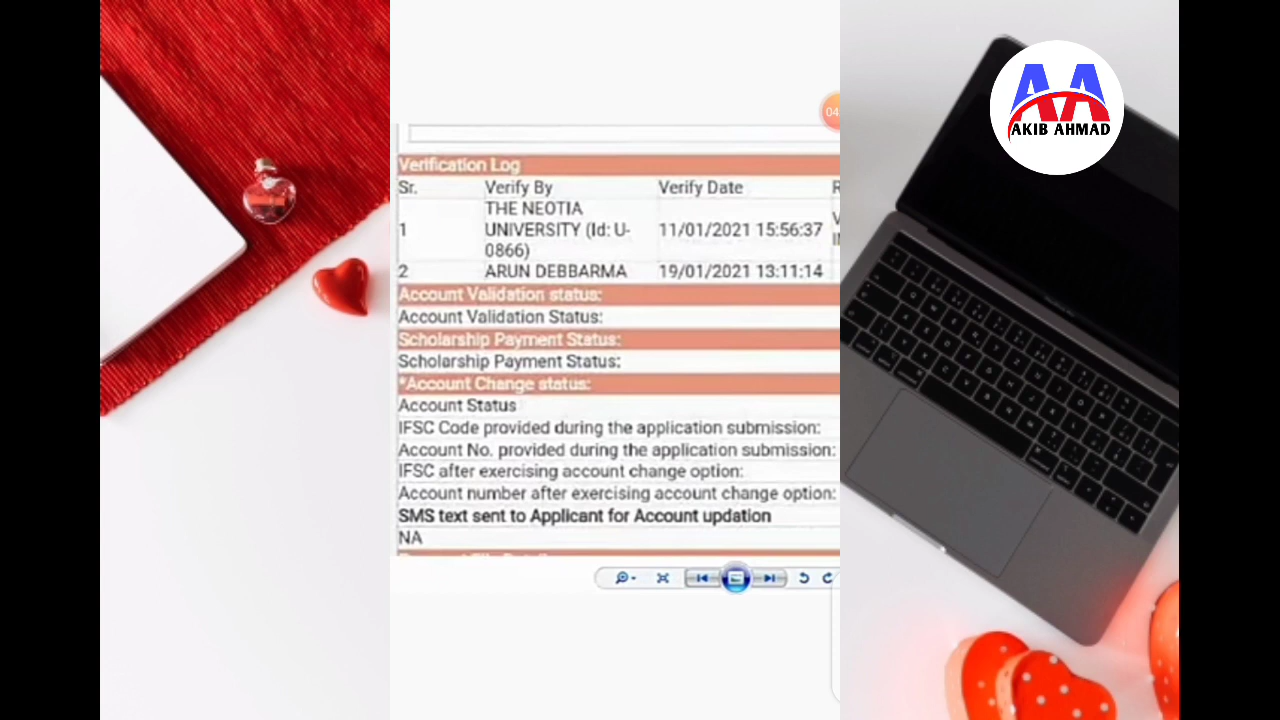 AA
AKIB AHMAD
04
Verification Log
Sr. Verify By Verify Date R
1 THE NEOTIA UNIVERSITY (Id: U-0866) 11/01/2021 15:56:37
2 ARUN DEBBARMA 19/01/2021 13:11:14
Account Validation status:
Account Validation Status:
Scholarship Payment Status:
Scholarship Payment Status:
*Account Change status:
Account Status
IFSC Code provided during the application submission:
Account No. provided during the application submission:
IFSC after exercising account change option:
Account number after exercising account change option:
SMS text sent to Applicant for Account updation
NA